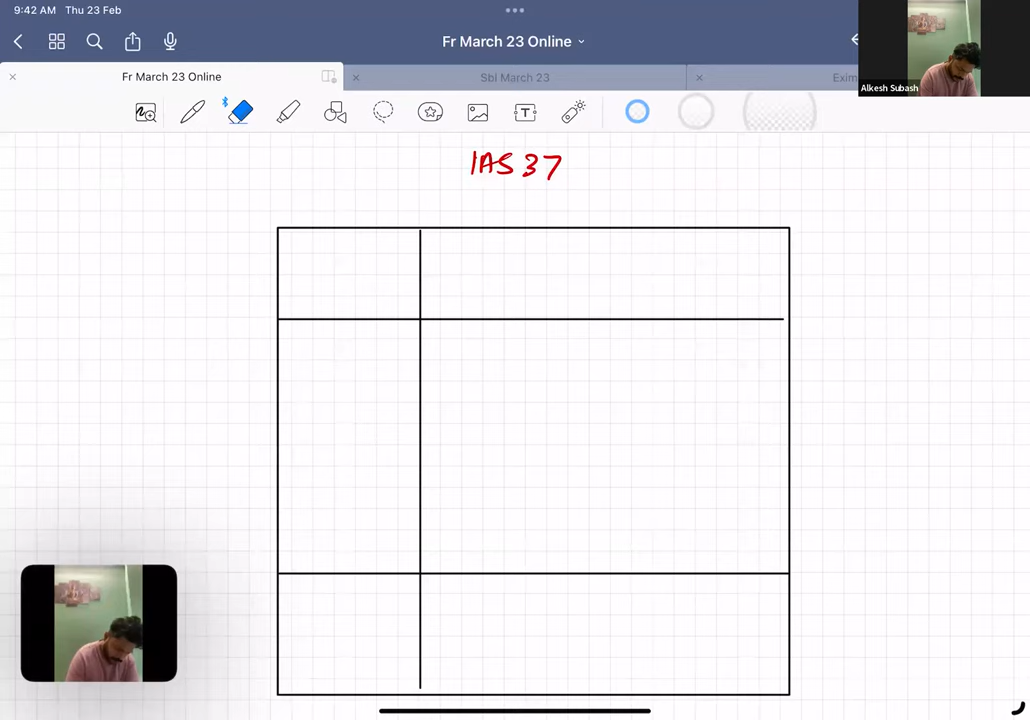 9:42 AM Thu 23 Feb
Fr March 23 Online
Fr March 23 Online
Sbi March 23
Exim
Alkesh Subash
T
IAS 37